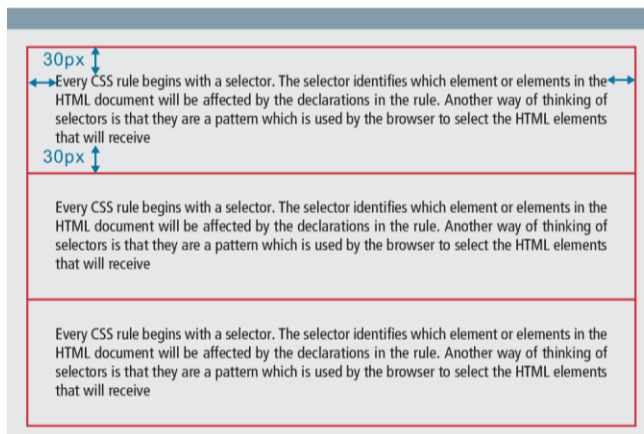 30px
Every CSS rule begins with a selector. The selector identifies which element or elements in the
HTML document will be affected by the declarations in the rule. Another way of thinking of
selectors is that they are a pattern which is used by the browser to select the HTML elements
that will receive
30px
Every CSS rule begins with a selector. The selector identifies which element or elements in the
HTML document will be affected by the declarations in the rule. Another way of thinking of
selectors is that they are a pattern which is used by the browser to select the HTML elements
that will receive
Every CSS rule begins with a selector. The selector identifies which element or elements in the
HTML document will be affected by the declarations in the rule. Another way of thinking of
selectors is that they are a pattern which is used by the browser to select the HTML elements
that will receive